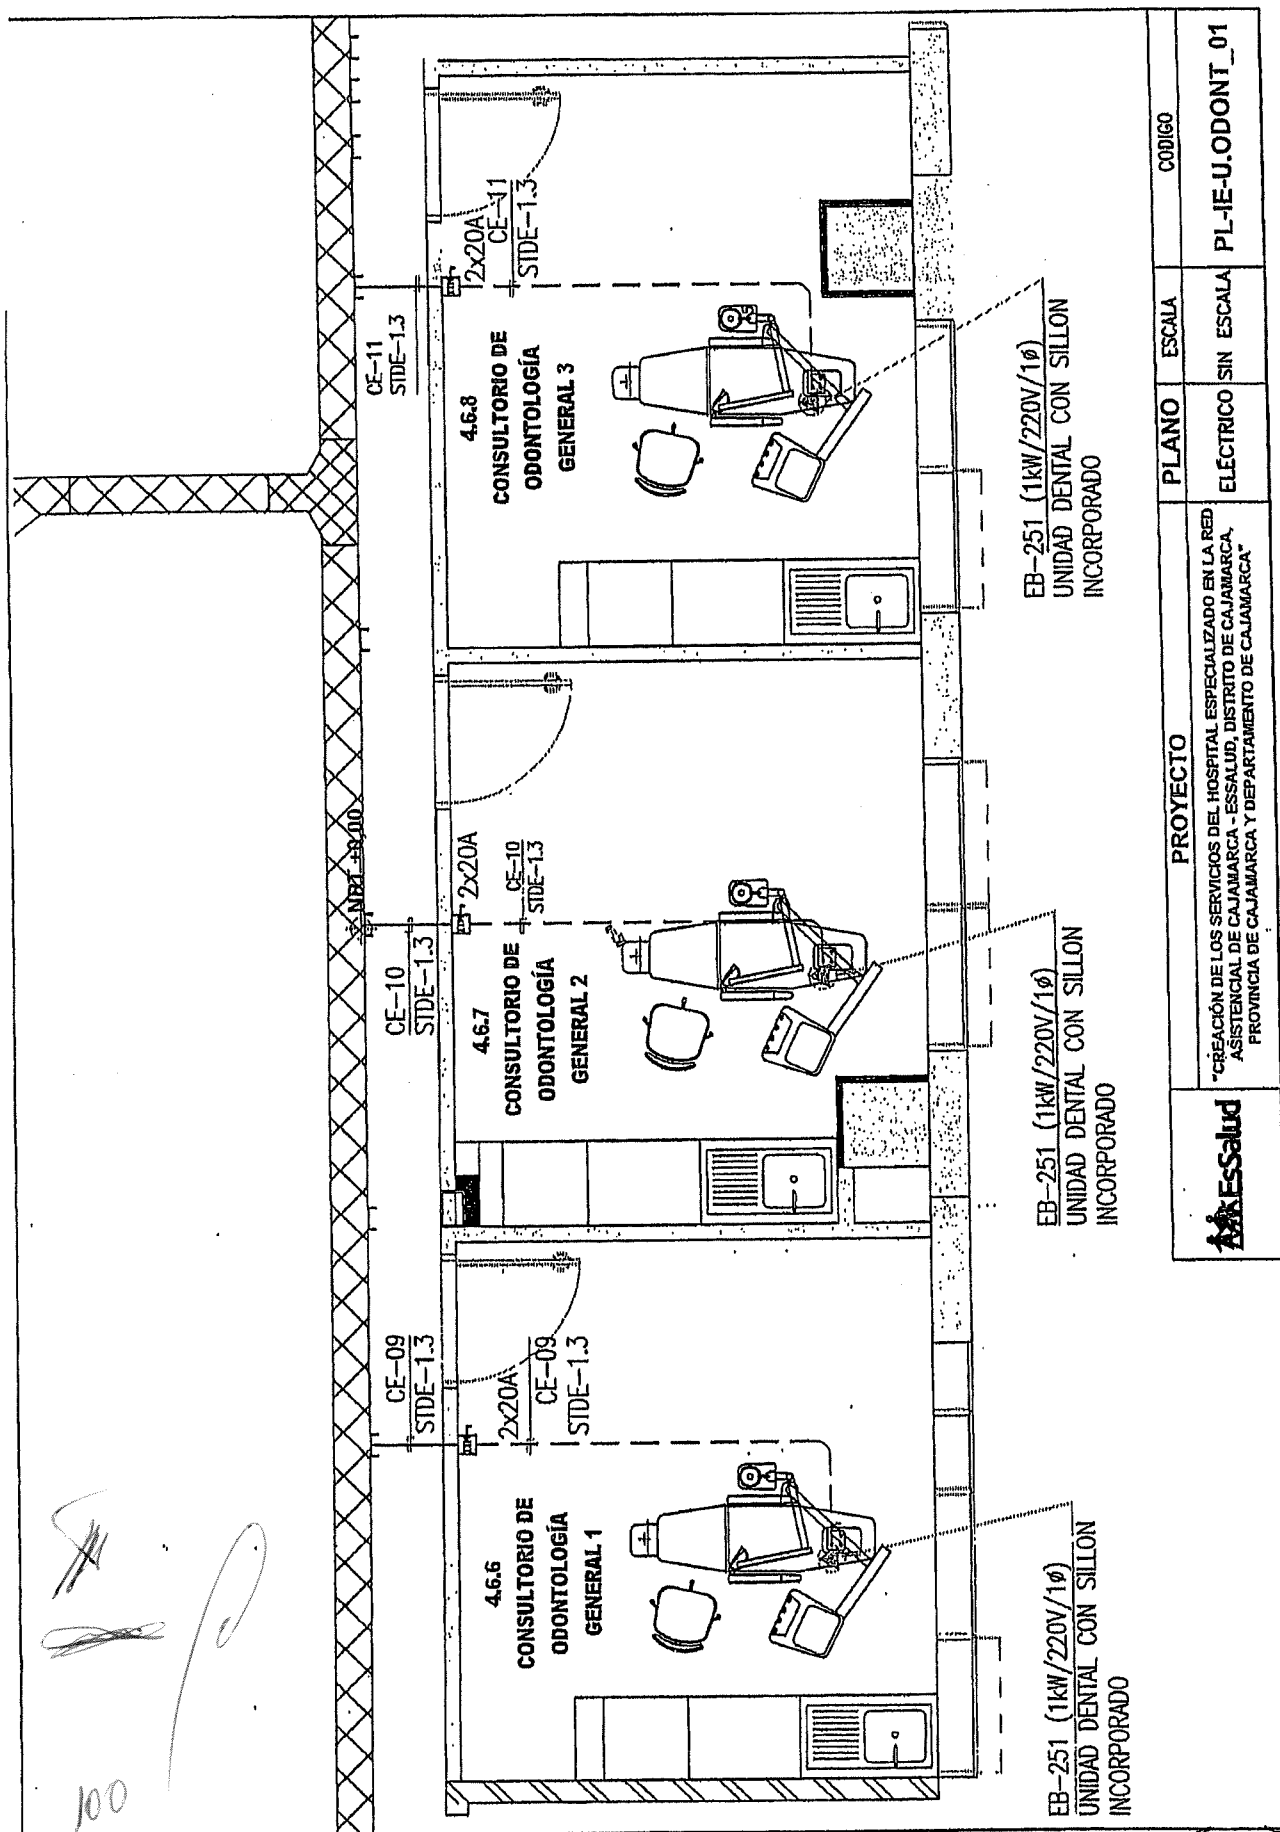 100
CE-09
STDE-1.3
CE-10
STDE-1.3
NBT +0.00
CE-11
STDE-1.3
2x20A
CE-09
STDE-1.3
2x20A
CE-10
STDE-1.3
2x20A
CE-11
STDE-1.3
4.6.6
CONSULTORIO DE
ODONTOLOGÍA
GENERAL 1
4.6.7
CONSULTORIO DE
ODONTOLOGÍA
GENERAL 2
4.6.8
CONSULTORIO DE
ODONTOLOGÍA
GENERAL 3
EB-251 (1kW/220V/1ø)
UNIDAD DENTAL CON SILLON
INCORPORADO
EB-251 (1kW/220V/1ø)
UNIDAD DENTAL CON SILLON
INCORPORADO
EB-251 (1kW/220V/1ø)
UNIDAD DENTAL CON SILLON
INCORPORADO
EsSalud
PROYECTO
"CREACIÓN DE LOS SERVICIOS DEL HOSPITAL ESPECIALIZADO EN LA RED
ASISTENCIAL DE CAJAMARCA - ESSALUD, DISTRITO DE CAJAMARCA,
PROVINCIA DE CAJAMARCA Y DEPARTAMENTO DE CAJAMARCA"
PLANO
ELÉCTRICO
ESCALA
SIN ESCALA
CODIGO
PL-IE-U.ODONT_01